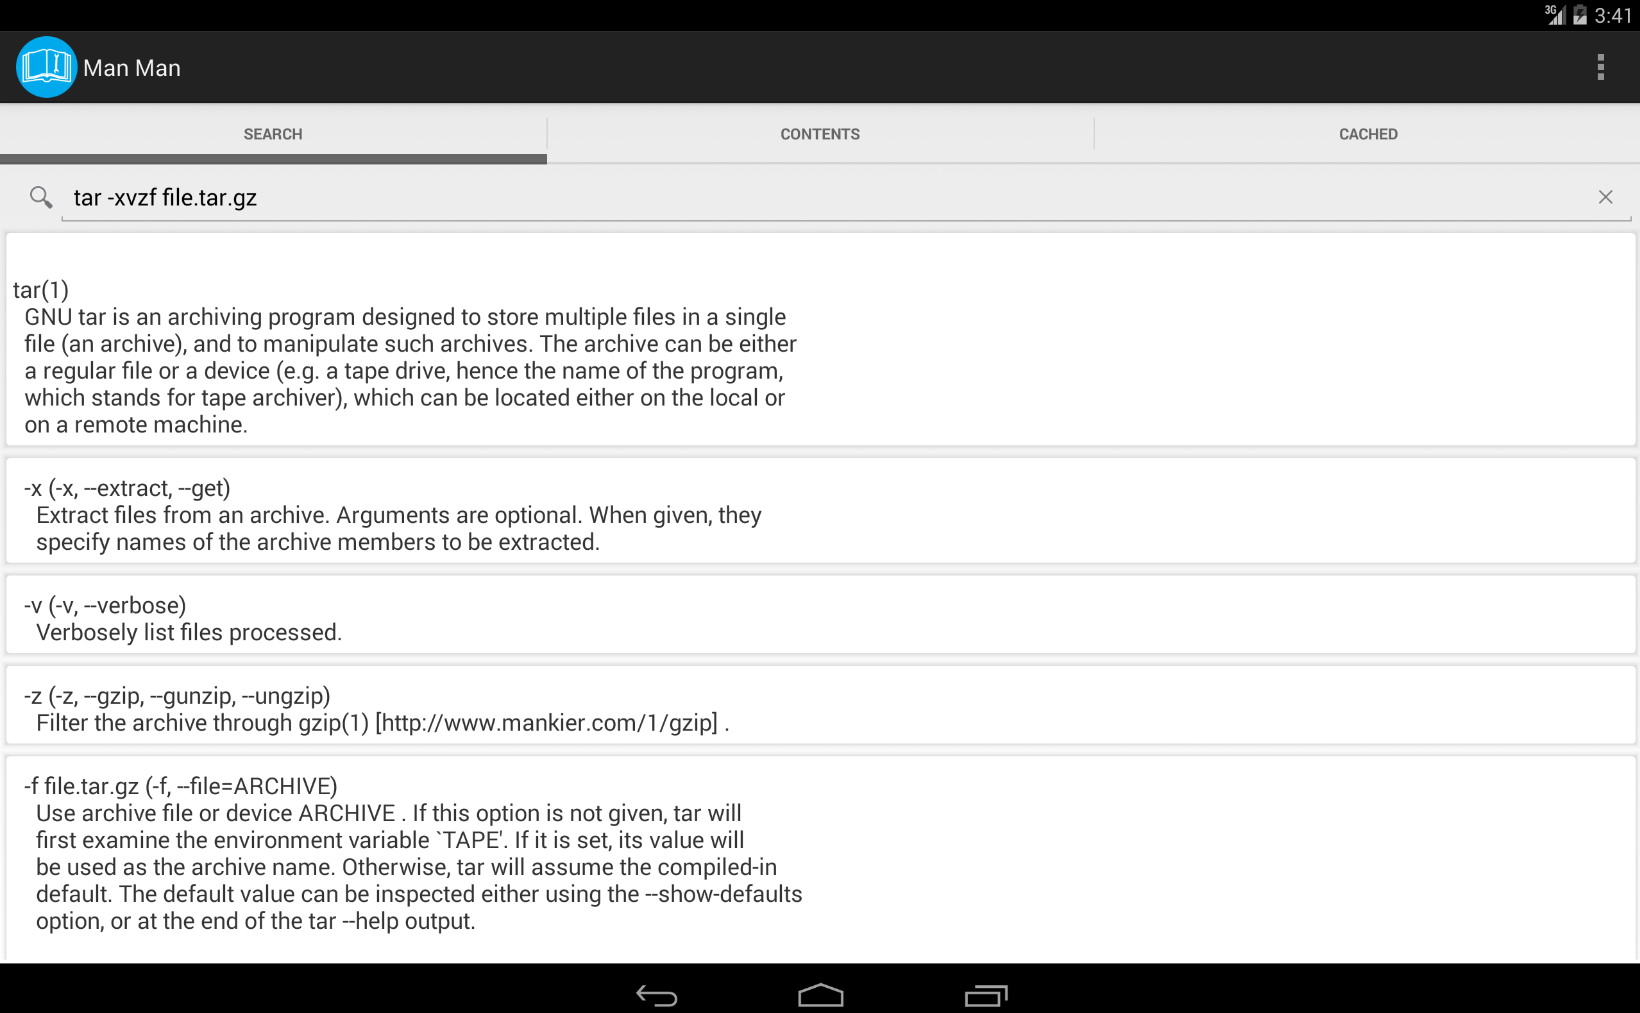 3G 3:41
Man Man
SEARCH CONTENTS CACHED
tar -xvzf file.tar.gz
tar(1)
GNU tar is an archiving program designed to store multiple files in a single
file (an archive), and to manipulate such archives. The archive can be either
a regular file or a device (e.g. a tape drive, hence the name of the program,
which stands for tape archiver), which can be located either on the local or
on a remote machine.
-x (-x, --extract, --get)
Extract files from an archive. Arguments are optional. When given, they
specify names of the archive members to be extracted.
-v (-v, --verbose)
Verbosely list files processed.
-z (-z, --gzip, --gunzip, --ungzip)
Filter the archive through gzip(1) [http://www.mankier.com/1/gzip] .
-f file.tar.gz (-f, --file=ARCHIVE)
Use archive file or device ARCHIVE . If this option is not given, tar will
first examine the environment variable `TAPE'. If it is set, its value will
be used as the archive name. Otherwise, tar will assume the compiled-in
default. The default value can be inspected either using the --show-defaults
option, or at the end of the tar --help output.